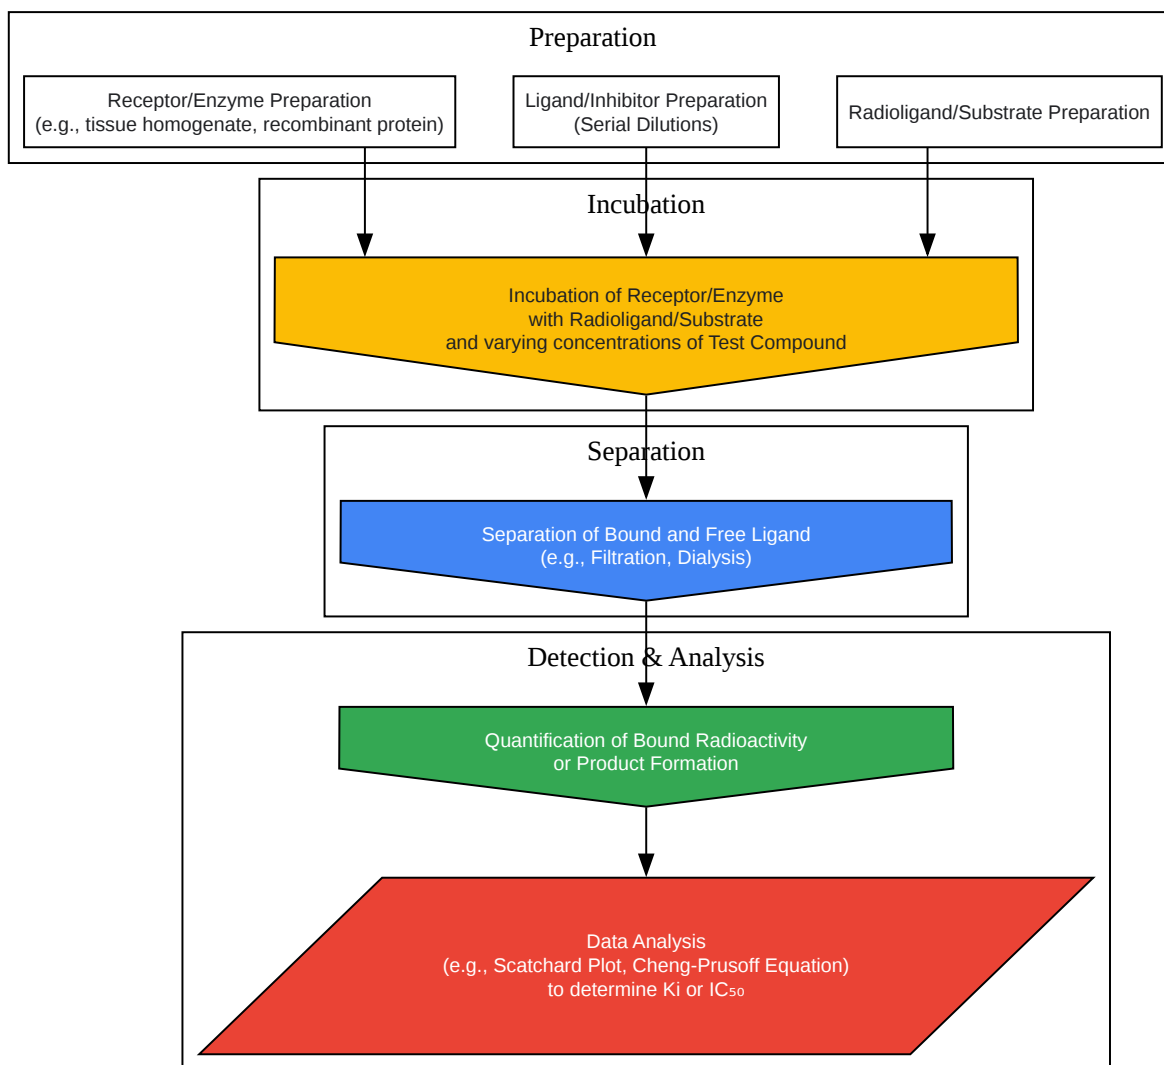 Preparation
Receptor/Enzyme Preparation
(e.g., tissue homogenate, recombinant protein)
Ligand/Inhibitor Preparation
(Serial Dilutions)
Radioligand/Substrate Preparation
Incubation
Incubation of Receptor/Enzyme
with Radioligand/Substrate
and varying concentrations of Test Compound
Separation
Separation of Bound and Free Ligand
(e.g., Filtration, Dialysis)
Detection & Analysis
Quantification of Bound Radioactivity
or Product Formation
Data Analysis
(e.g., Scatchard Plot, Cheng-Prusoff Equation)
to determine Ki or IC₅₀